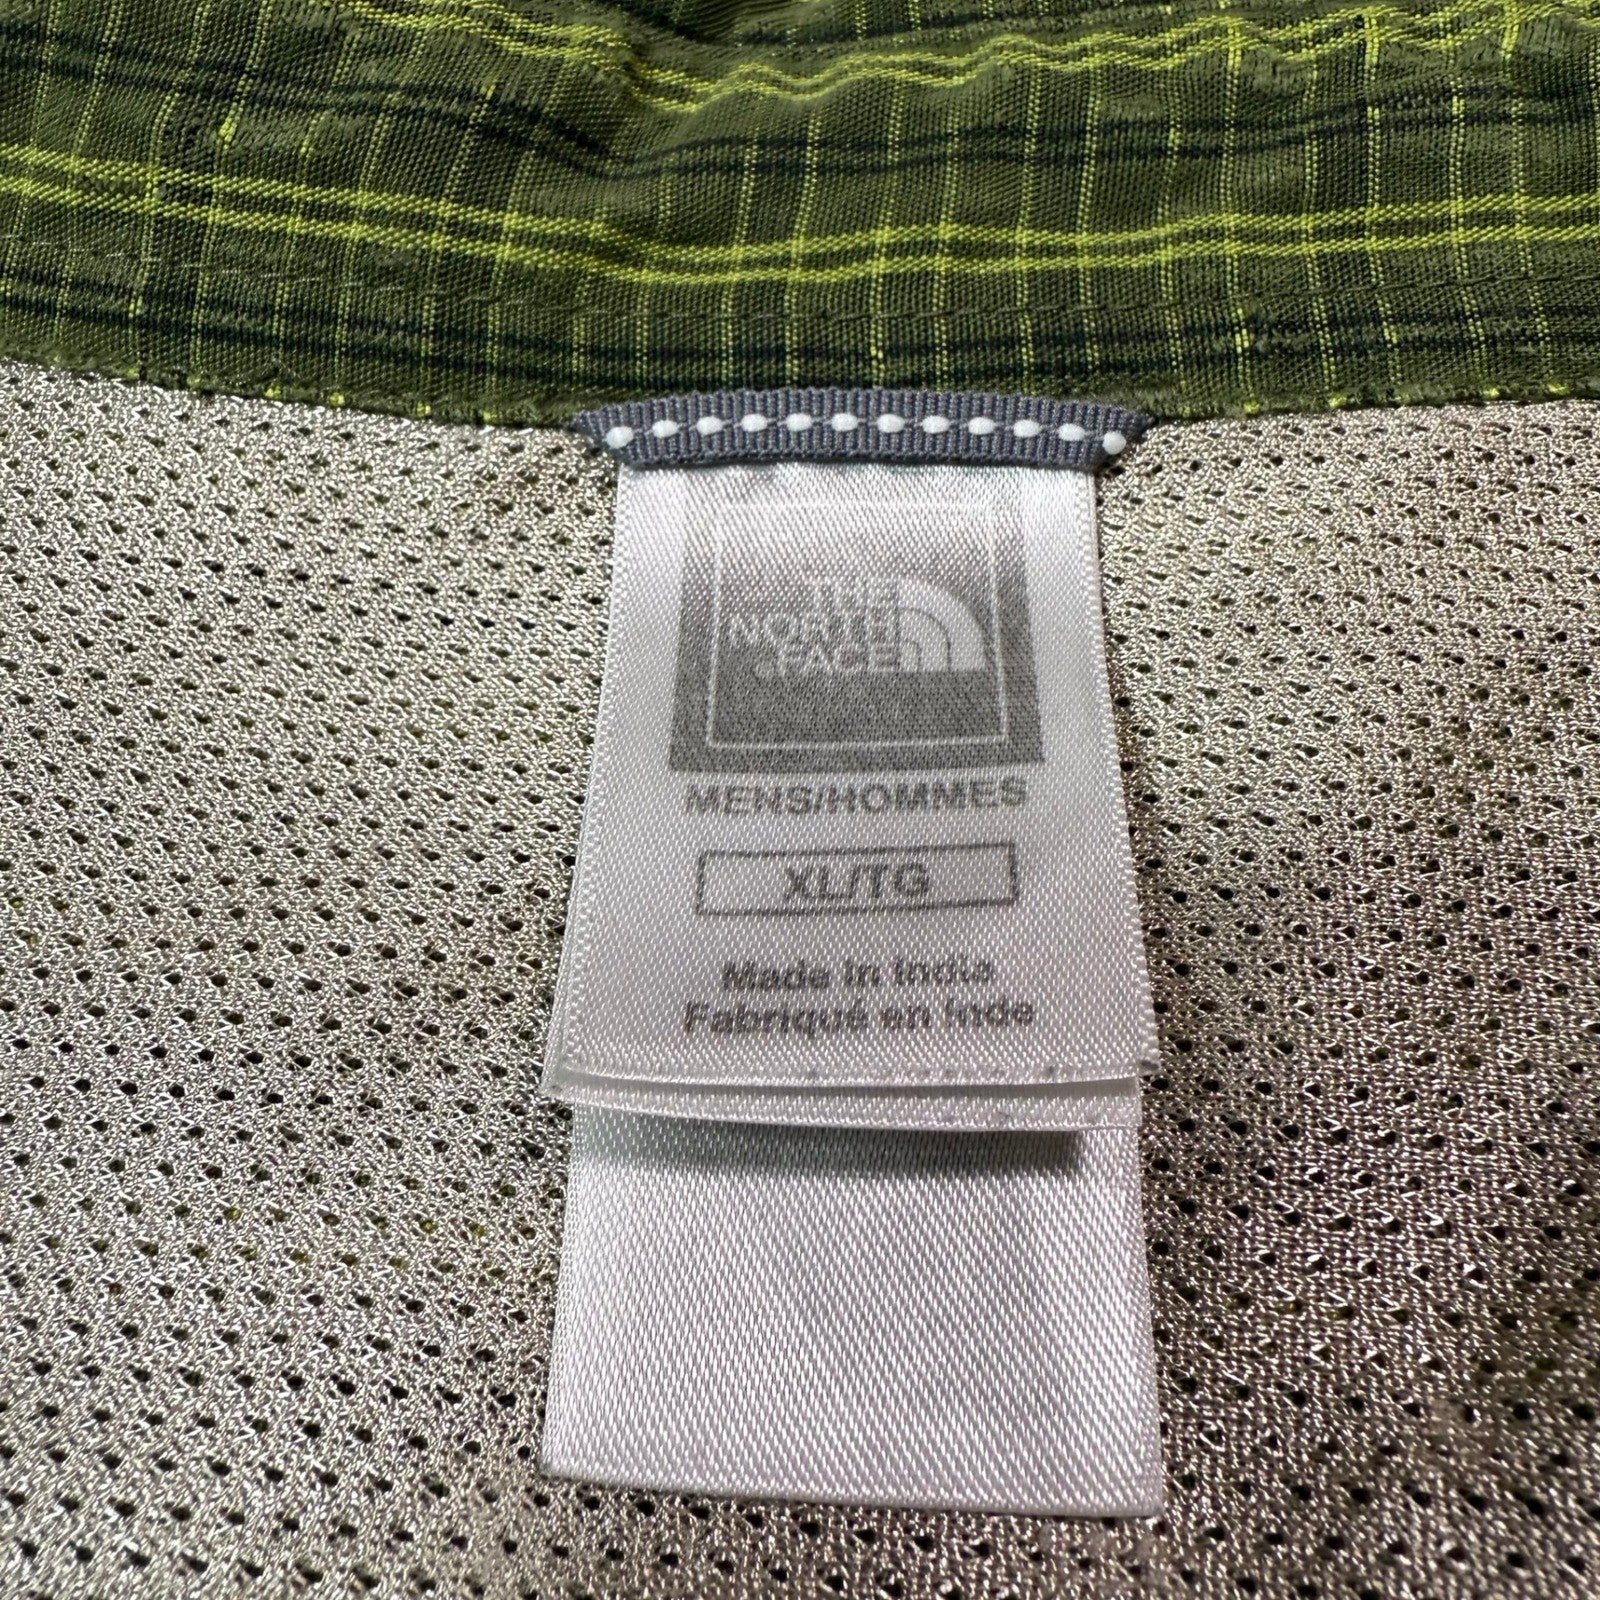 THE
NORTH
FACE
MENS/HOMMES
XL/TG
Made in India
Fabriqué en Inde